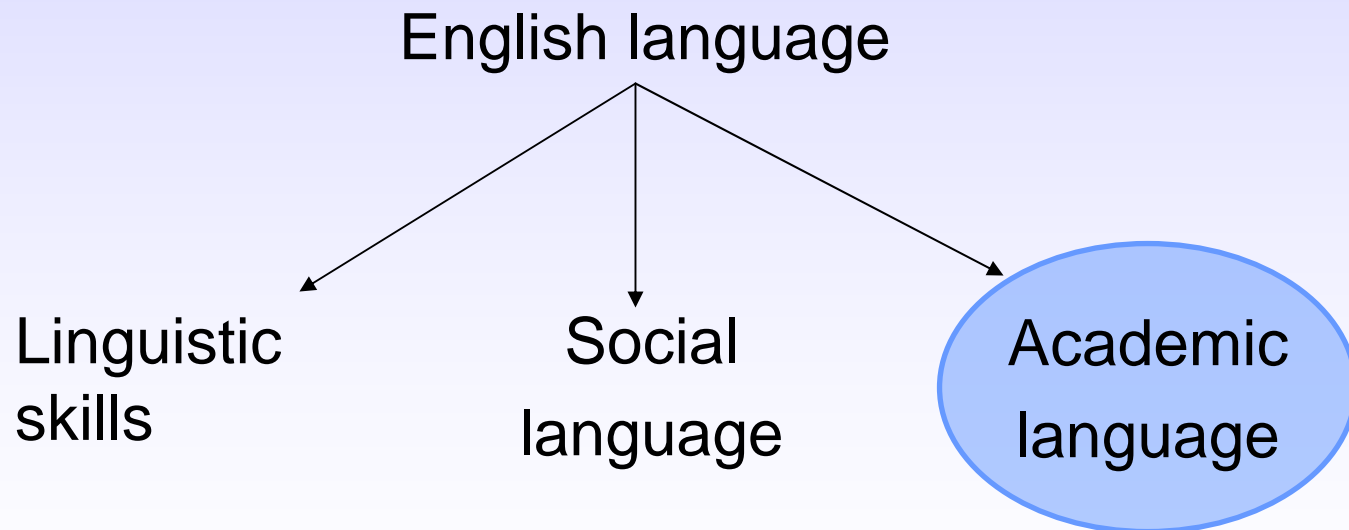 English language
Linguistic
skills
Social
language
Academic
language